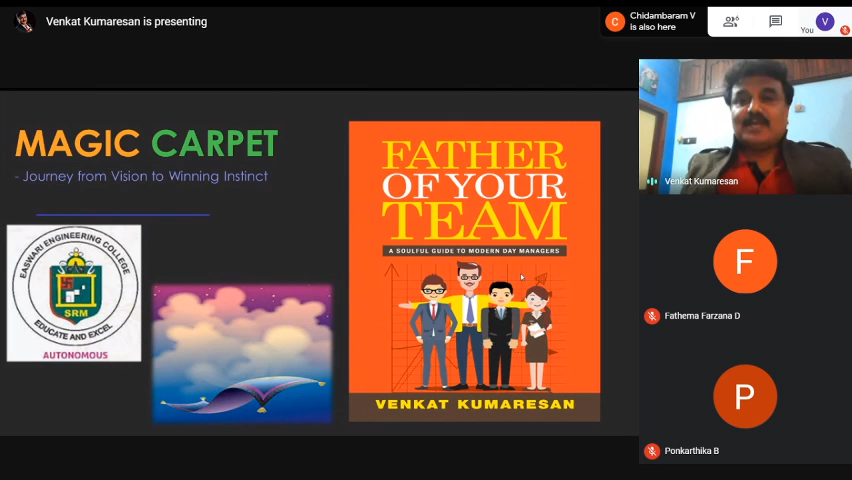 Venkat Kumaresan is presenting
C
Chidambaram V
is also here
6
You
V
MAGIC CARPET
- Journey from Vision to Winning Instinct
EASWARI ENGINEERING COLLEGE
SRM
EDUCATE AND EXCEL
AUTONOMOUS
FATHER
OF YOUR
TEAM
A SOULFUL GUIDE TO MODERN DAY MANAGERS
VENKAT KUMARESAN
Venkat Kumaresan
F
Fathema Farzana D
P
Ponkarthika B